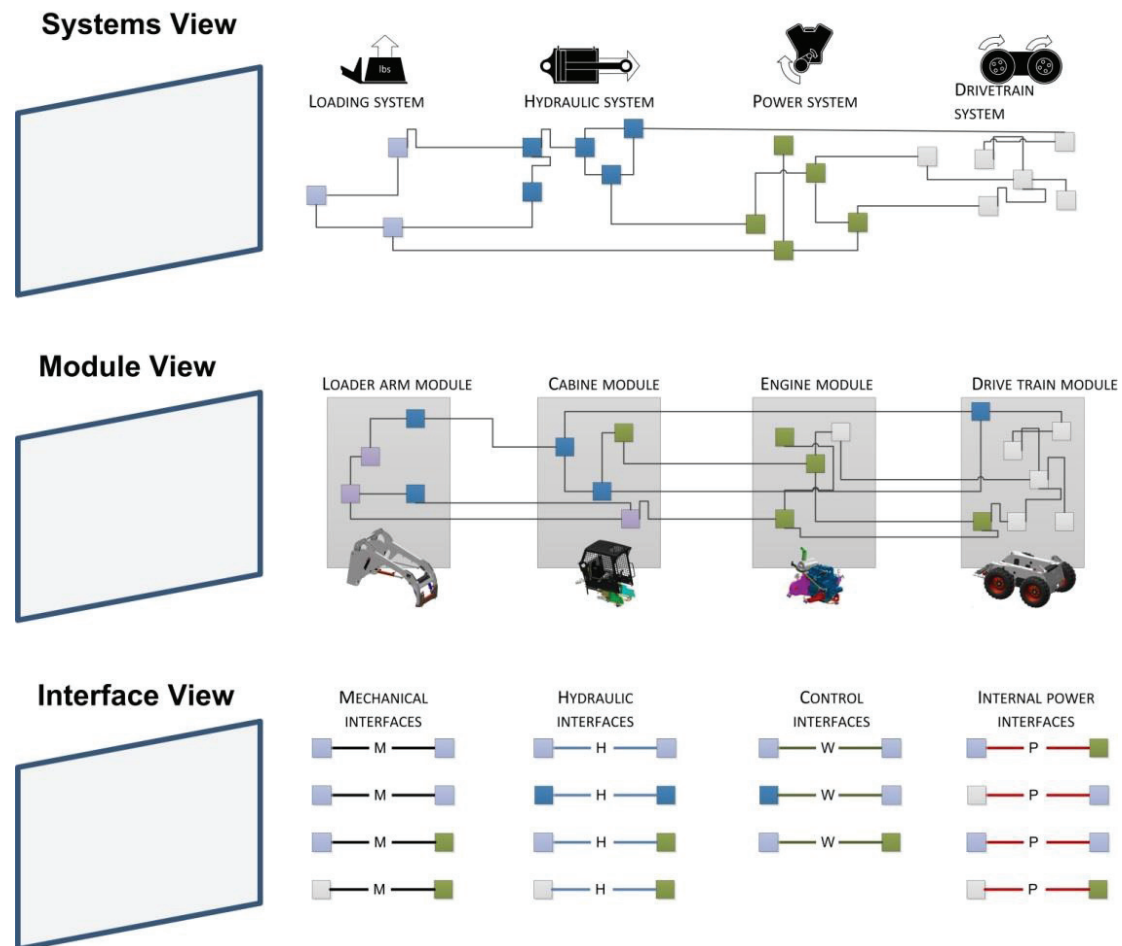 Systems View
lbs
LOADING SYSTEM
HYDRAULIC SYSTEM
POWER SYSTEM
DRIVETRAIN
SYSTEM
Module View
LOADER ARM MODULE
CABINE MODULE
ENGINE MODULE
DRIVE TRAIN MODULE
Interface View
MECHANICAL
INTERFACES
HYDRAULIC
INTERFACES
CONTROL
INTERFACES
INTERNAL POWER
INTERFACES
M H W P
M H W P
M H W P
M H P